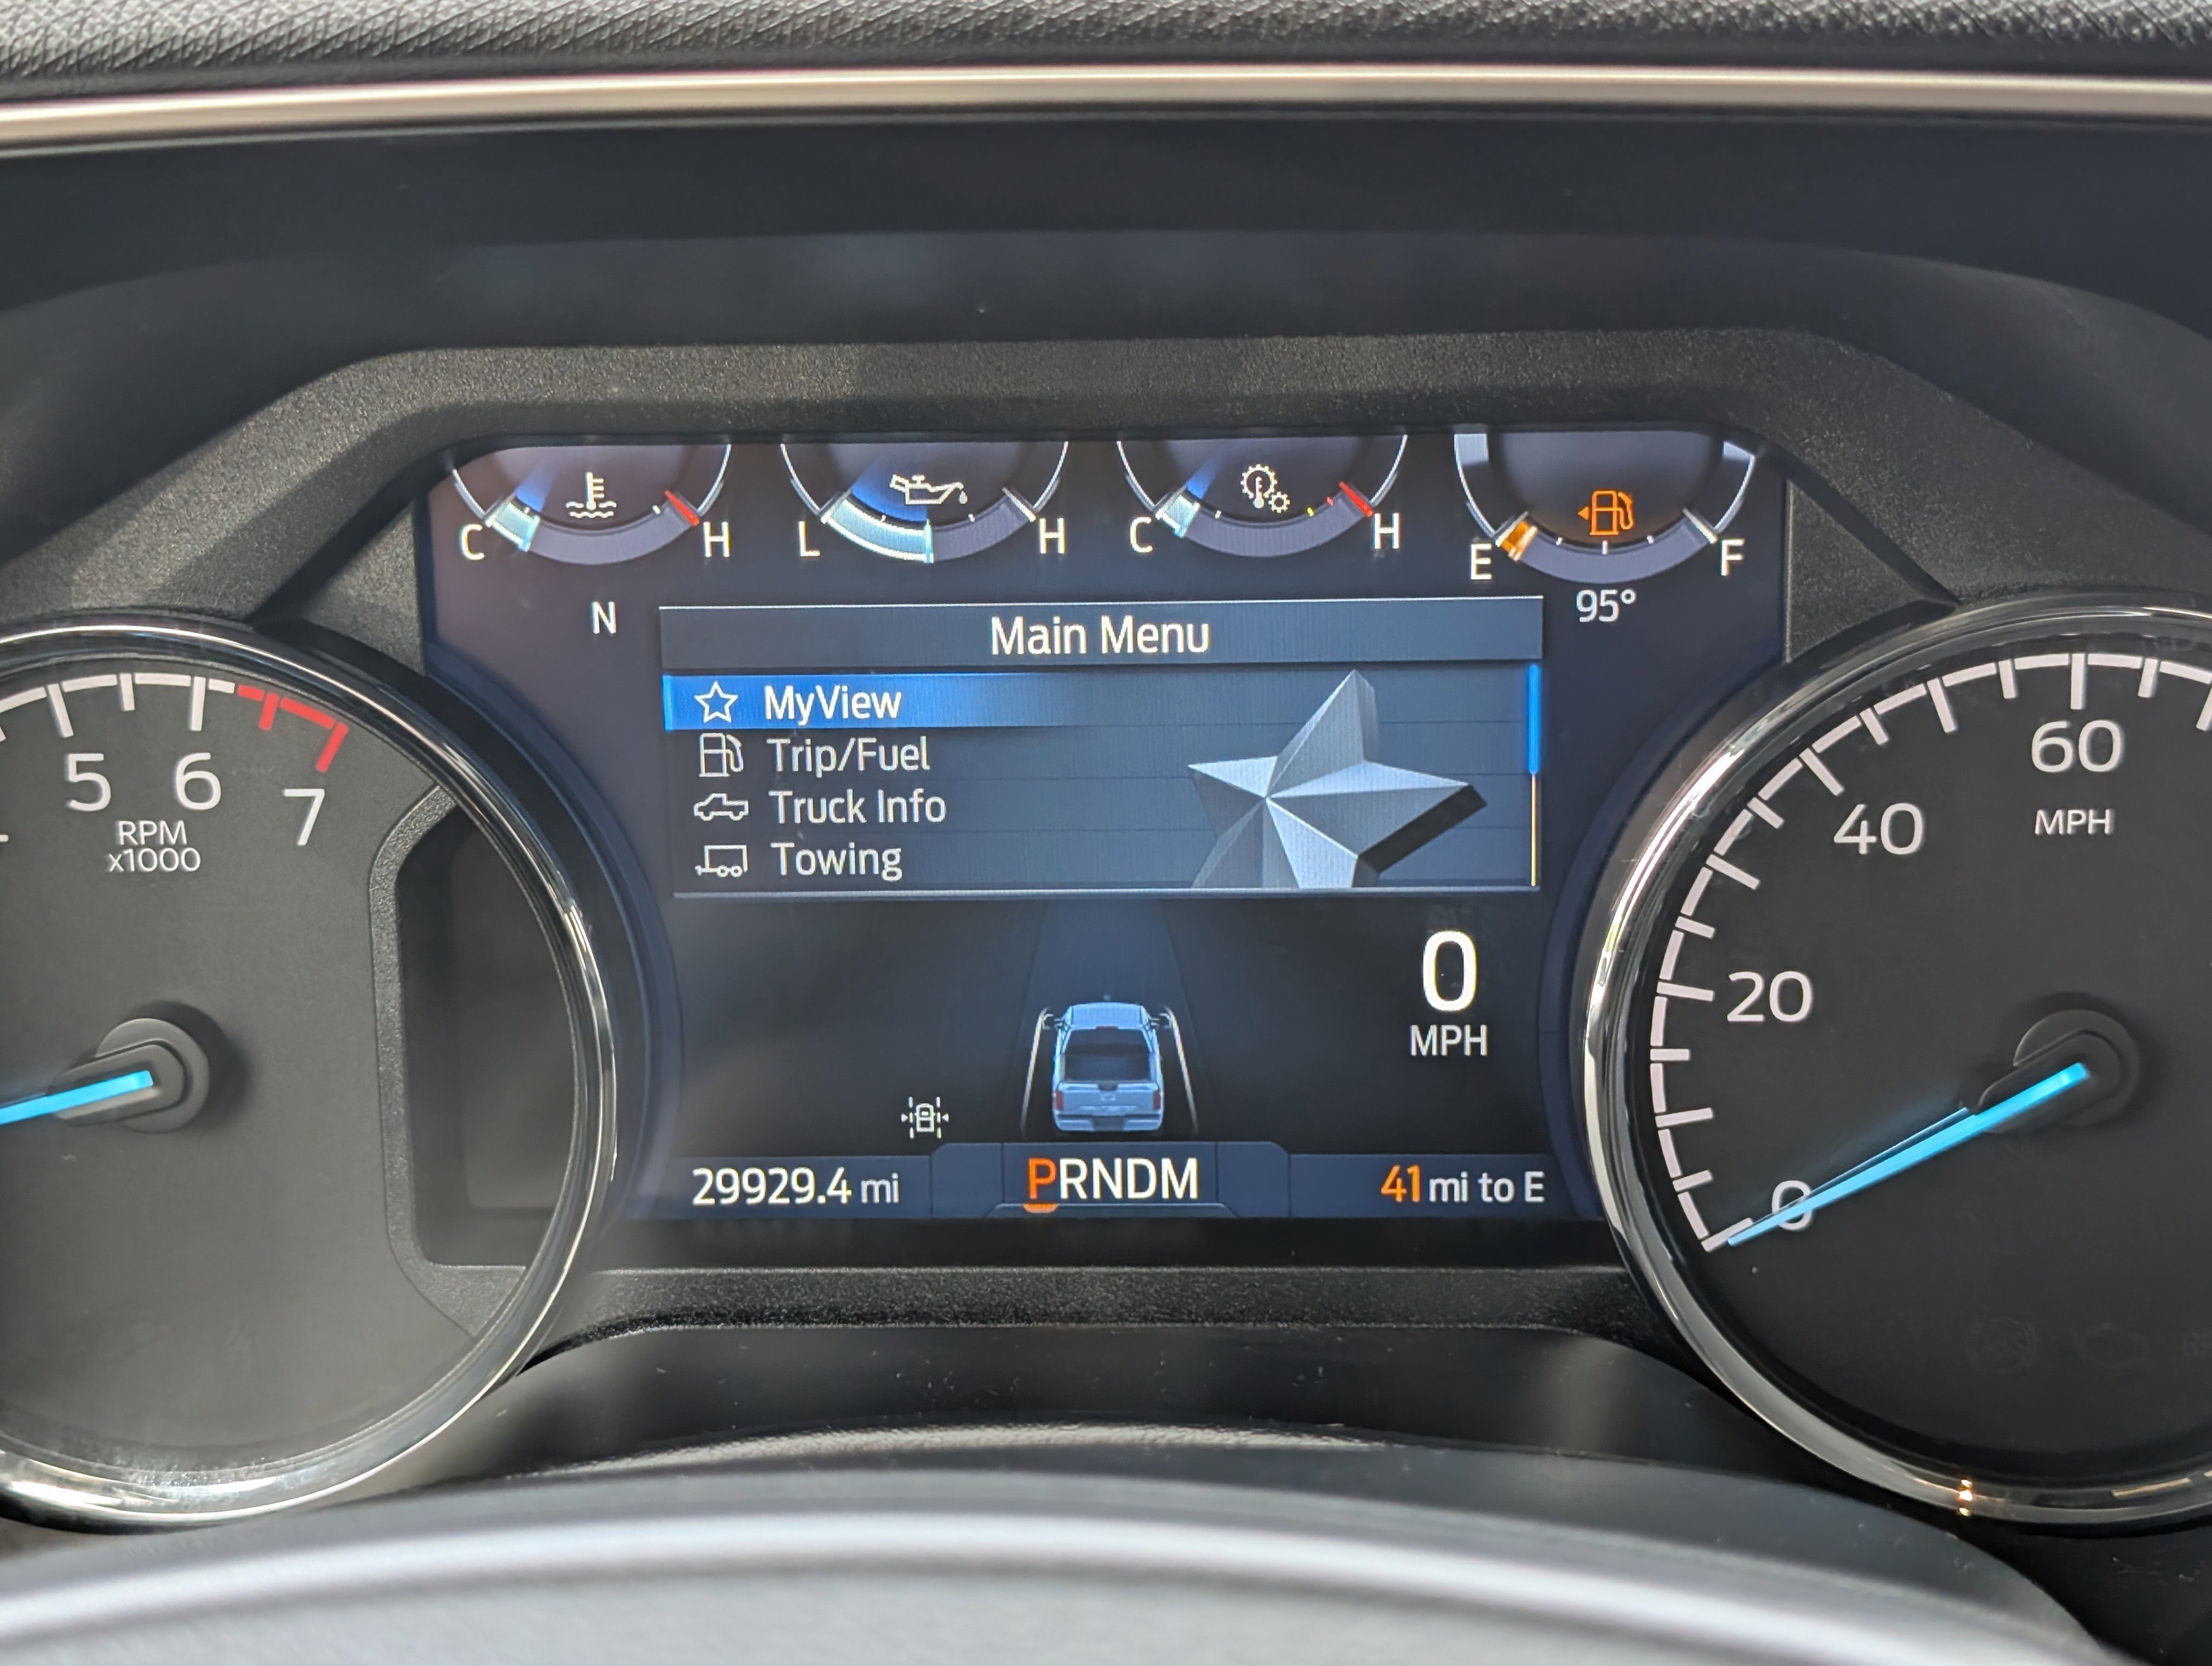 C H L H C H E F
N
95°
Main Menu
MyView
Trip/Fuel
Truck Info
Towing
5 6 7
RPM
x1000
0
MPH
0 20 40 60
MPH
29929.4 mi
PRNDM
41 mi to E